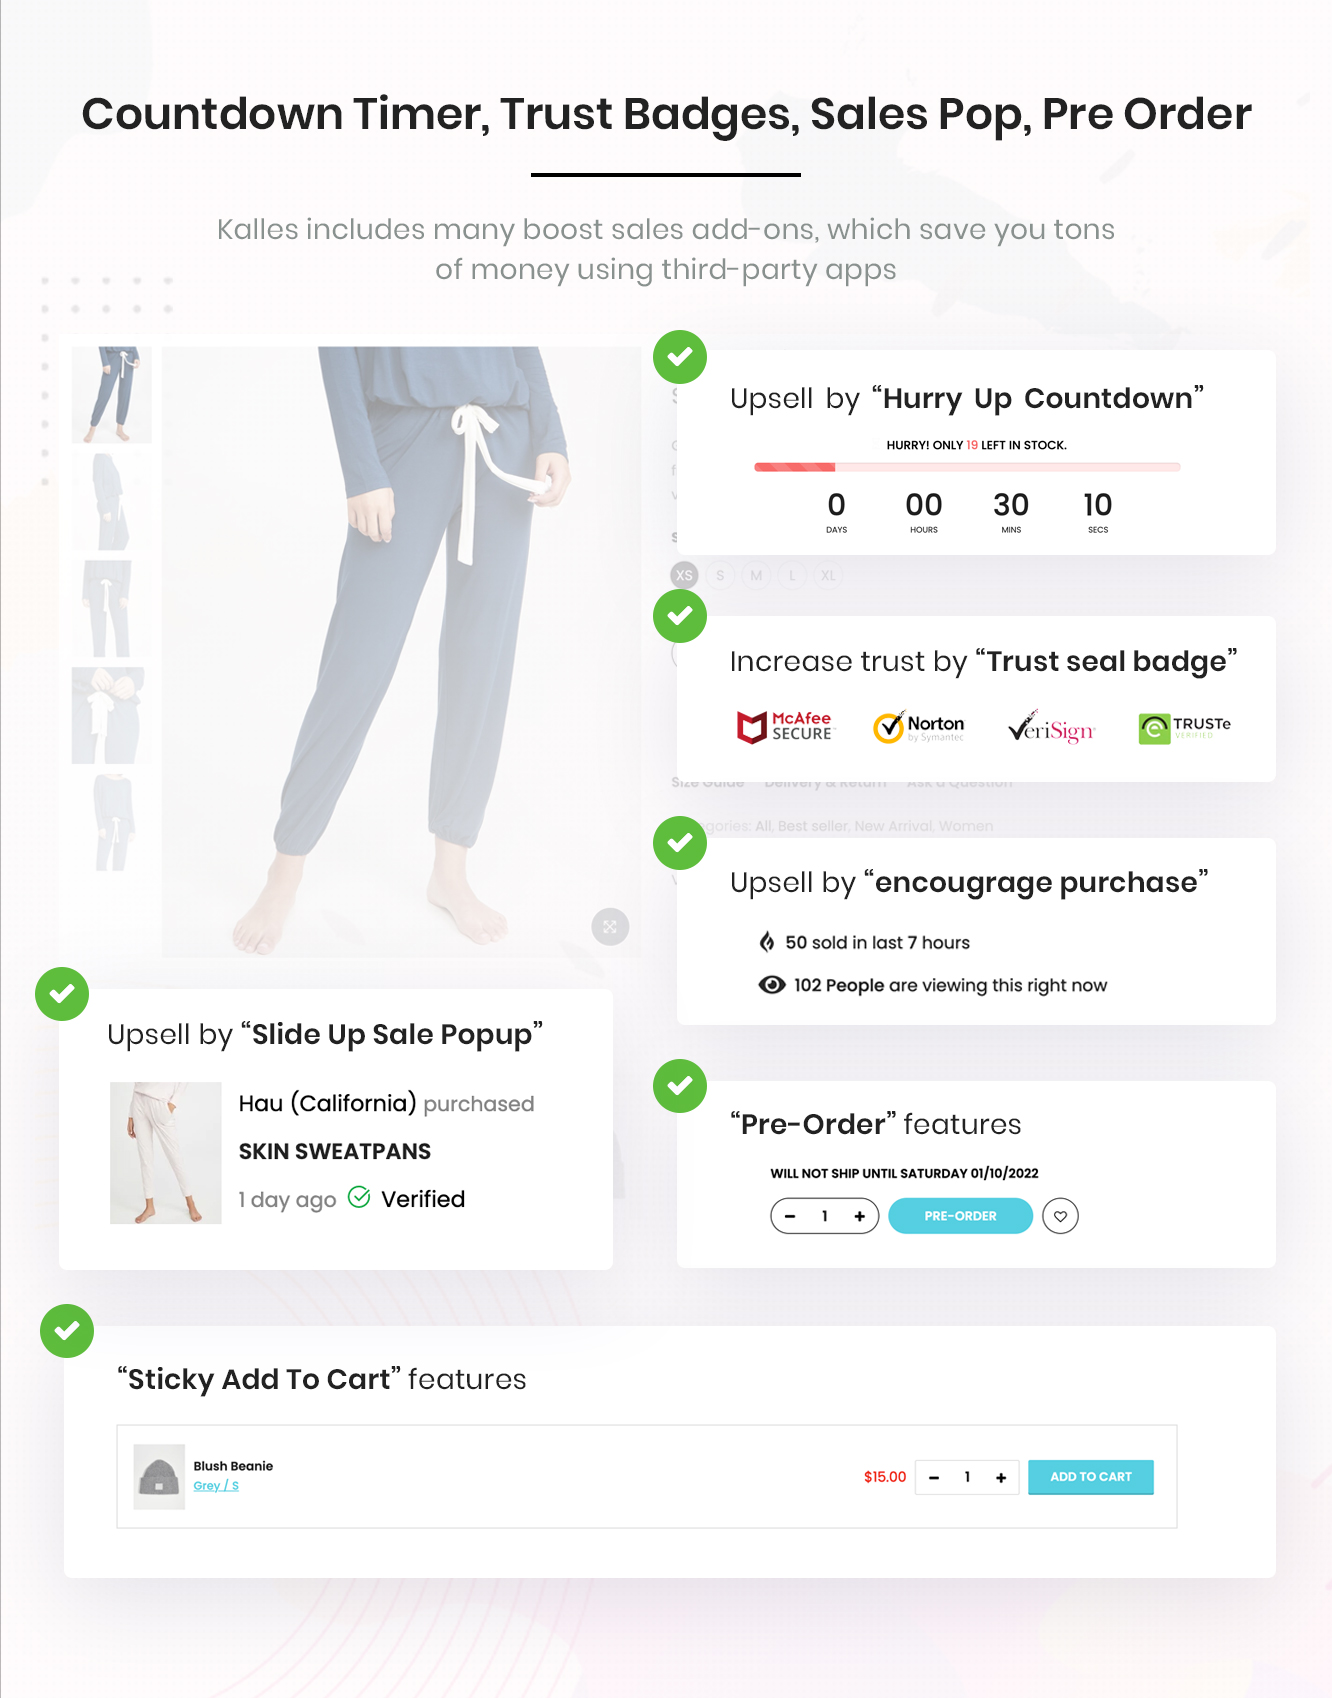 Countdown Timer, Trust Badges, Sales Pop, Pre Order
Kalles includes many boost sales add-ons, which save you tons
of money using third-party apps
Upsell by “Hurry Up Countdown”
HURRY! ONLY 19 LEFT IN STOCK.
0 00 30 10
DAYS HOURS MINS SECS
XS S M L XL
Increase trust by “Trust seal badge”
McAfee SECURE
Norton by Symantec
VeriSign
TRUSTe VERIFIED
Size Guide Delivery & Return Ask a Question
All, Best seller, New Arrival, Women
Upsell by “encougrage purchase”
50 sold in last 7 hours
102 People are viewing this right now
Upsell by “Slide Up Sale Popup”
Hau (California) purchased
SKIN SWEATPANS
1 day ago Verified
“Pre-Order” features
WILL NOT SHIP UNTIL SATURDAY 01/10/2022
- 1 + PRE-ORDER
“Sticky Add To Cart” features
Blush Beanie
Grey / S
$15.00 - 1 + ADD TO CART